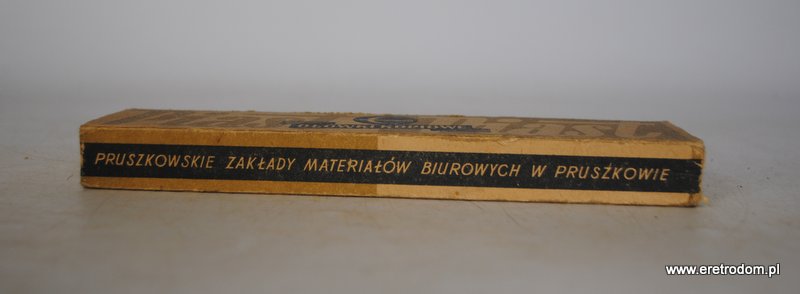 PRUSZKOWSKIE ZAKŁADY MATERIAŁÓW BIUROWYCH W PRUSZKOWIE
www.eretrodom.pl